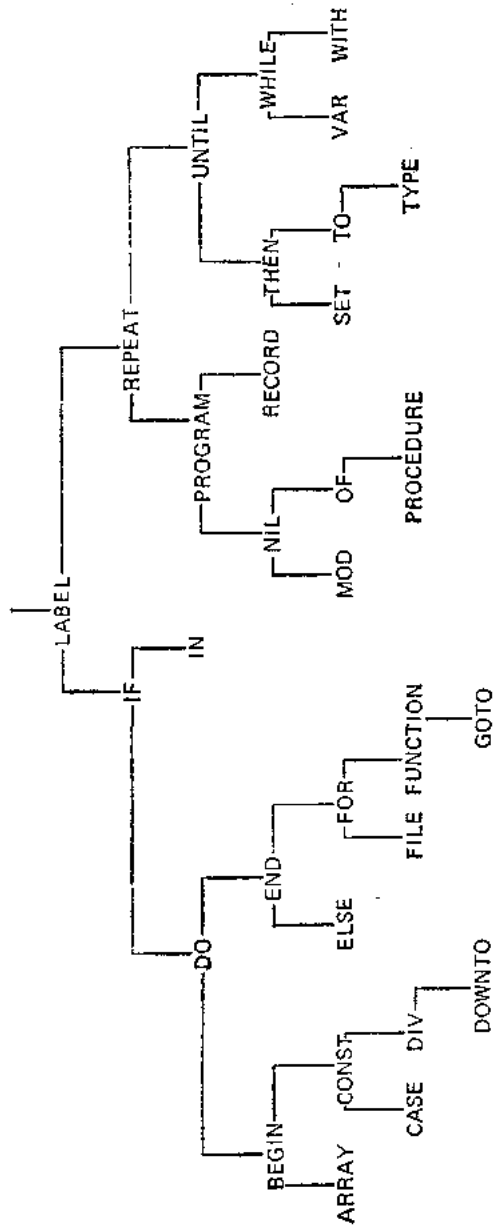 LABEL
IF REPEAT
DO IN PROGRAM UNTIL
BEGIN END NIL RECORD THEN WHILE
ARRAY CONST ELSE FOR MOD OF SET TO VAR WITH
CASE DIV FILE FUNCTION PROCEDURE TYPE
DOWNTO GOTO